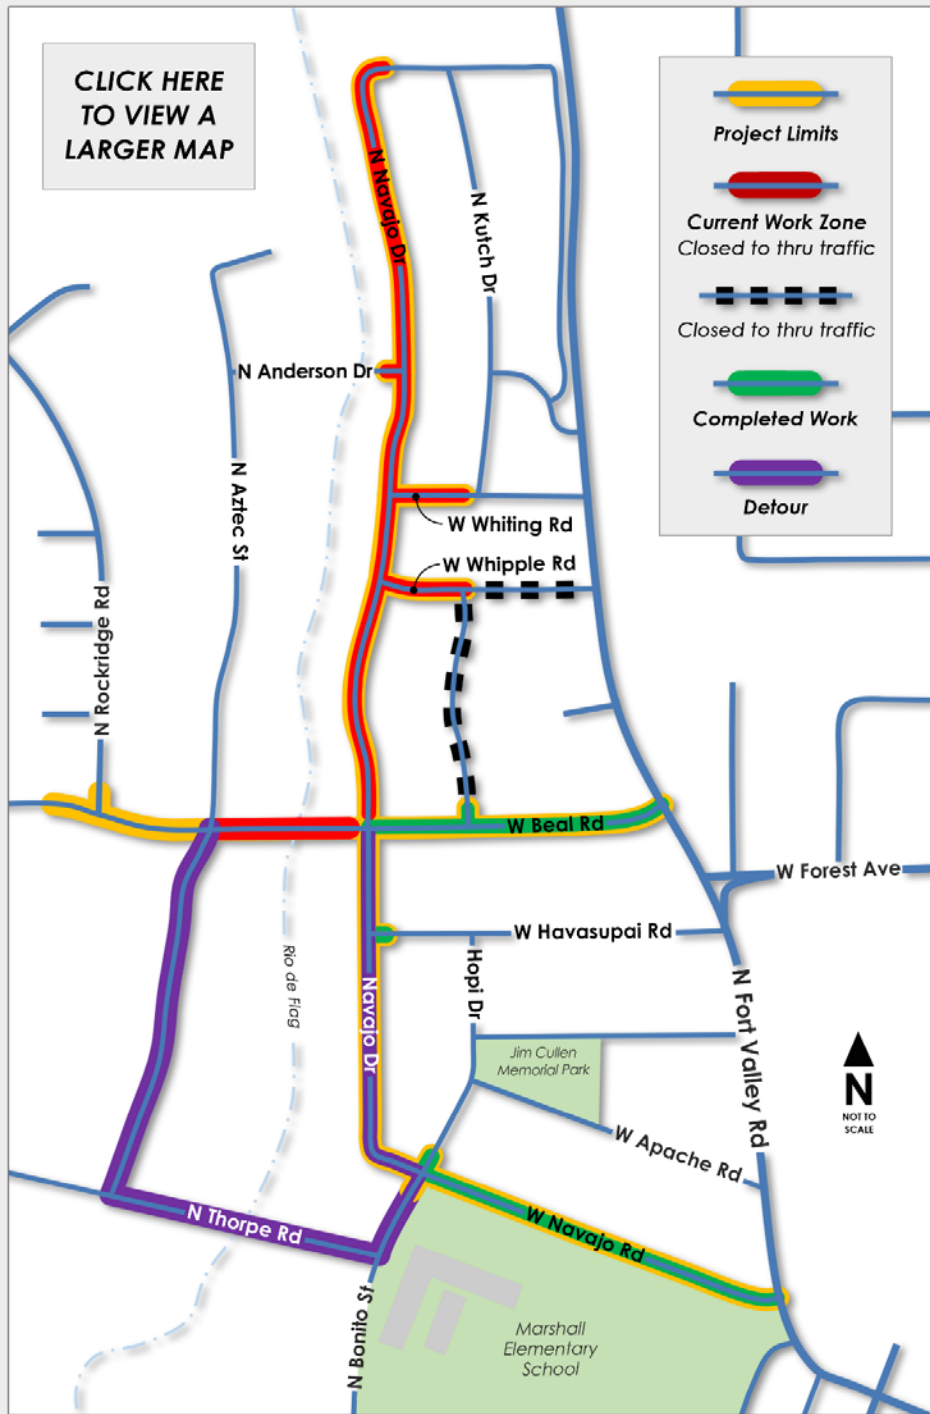 CLICK HERE
TO VIEW A
LARGER MAP
Project Limits
Current Work Zone
Closed to thru traffic
Closed to thru traffic
Completed Work
Detour
N Navajo Dr
N Kutch Dr
N Anderson Dr
N Aztec St
W Whiting Rd
W Whipple Rd
N Rockridge Rd
W Beal Rd
W Forest Ave
W Havasupai Rd
Rio de Flag
Navajo Dr
Hopi Dr
N Fort Valley Rd
Jim Cullen
Memorial Park
N
NOT TO
SCALE
W Apache Rd
N Thorpe Rd
W Navajo Rd
N Bonito St
Marshall
Elementary
School